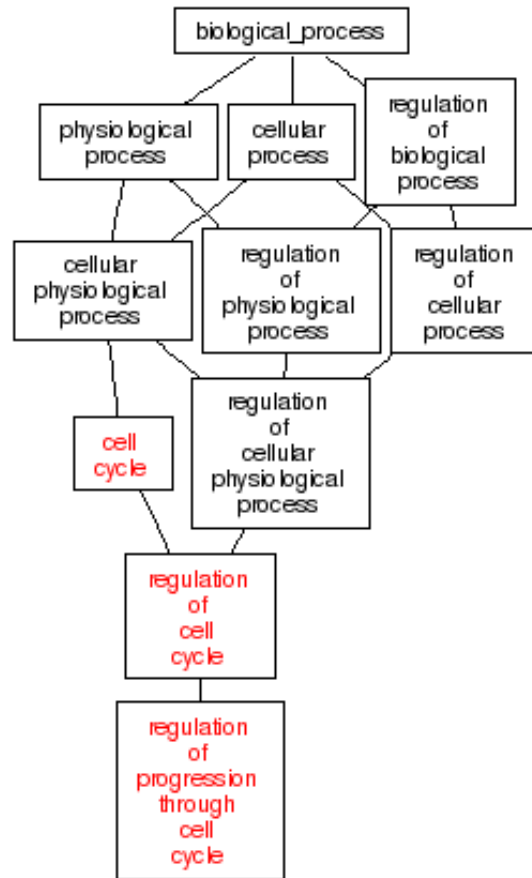 biological_process
physiological
process
cellular
process
regulation
of
biological
process
cellular
physiological
process
regulation
of
physiological
process
regulation
of
cellular
process
cell
cycle
regulation
of
cellular
physiological
process
regulation
of
cell
cycle
regulation
of
progression
through
cell
cycle